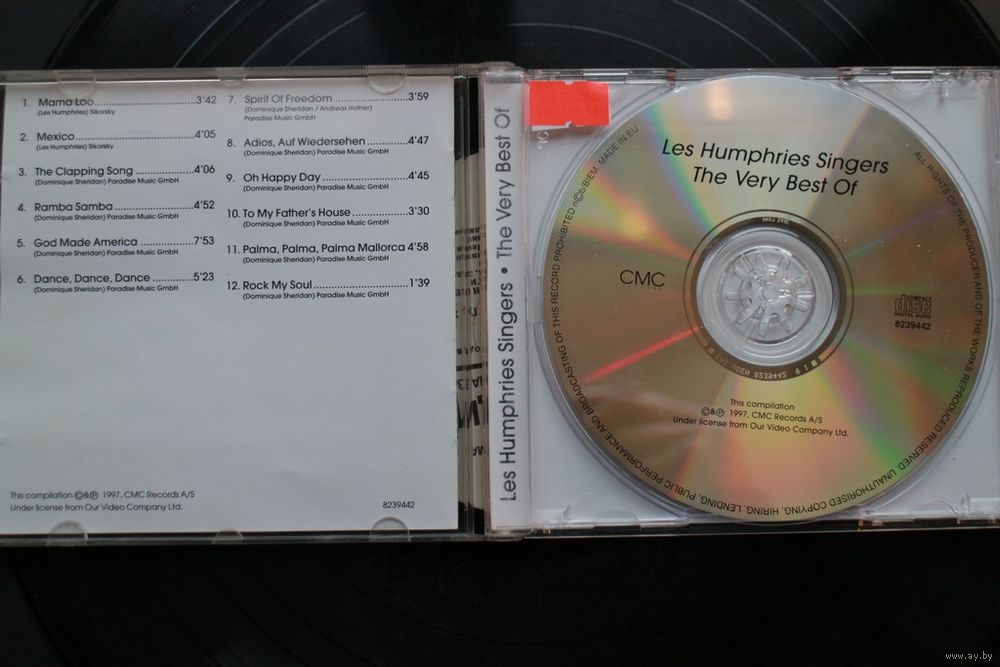 1. Mama Loo..............................3'42
(Les Humphries) Sikorsky
2. Mexico...................................4'05
(Les Humphries) Sikorsky
3. The Clapping Song ..................4'06
(Dominique Sheridan) Paradise Music GmbH
4. Ramba Samba........................4'52
(Dominique Sheridan) Paradise Music GmbH
5. God Made America ................7'53
(Dominique Sheridan) Paradise Music GmbH
6. Dance, Dance, Dance ............5'23
(Dominique Sheridan) Paradise Music GmbH
7. Spirit Of Freedom ......................3'59
(Dominique Sheridan / Andreas Hofner)
Paradise Music GmbH
8. Adios, Auf Wiedersehen ............4'47
(Dominique Sheridan) Paradise Music GmbH
9. Oh Happy Day ..........................4'45
(Dominique Sheridan) Paradise Music GmbH
10. To My Father's House ................3'30
(Dominique Sheridan) Paradise Music GmbH
11. Palma, Palma, Palma Mallorca 4'58
(Dominique Sheridan) Paradise Music GmbH
12. Rock My Soul............................1'39
(Dominique Sheridan) Paradise Music GmbH
This compilation ©&℗ 1997, CMC Records A/S
Under license from Our Video Company Ltd.
8239442
Les Humphries Singers • The Very Best Of
Les Humphries Singers
The Very Best Of
CMC
COMPACT
disc
DIGITAL AUDIO
8239442
This compilation
©&℗ 1997, CMC Records A/S
Under license from Our Video Company Ltd.
ALL RIGHTS OF THE PRODUCER AND OF THE WORKS REPRODUCED RESERVED. UNAUTHORISED COPYING, HIRING, LENDING, PUBLIC PERFORMANCE AND BROADCASTING OF THIS RECORD PROHIBITED n©b/BIEM. MADE IN EU
8239442
www.ay.by